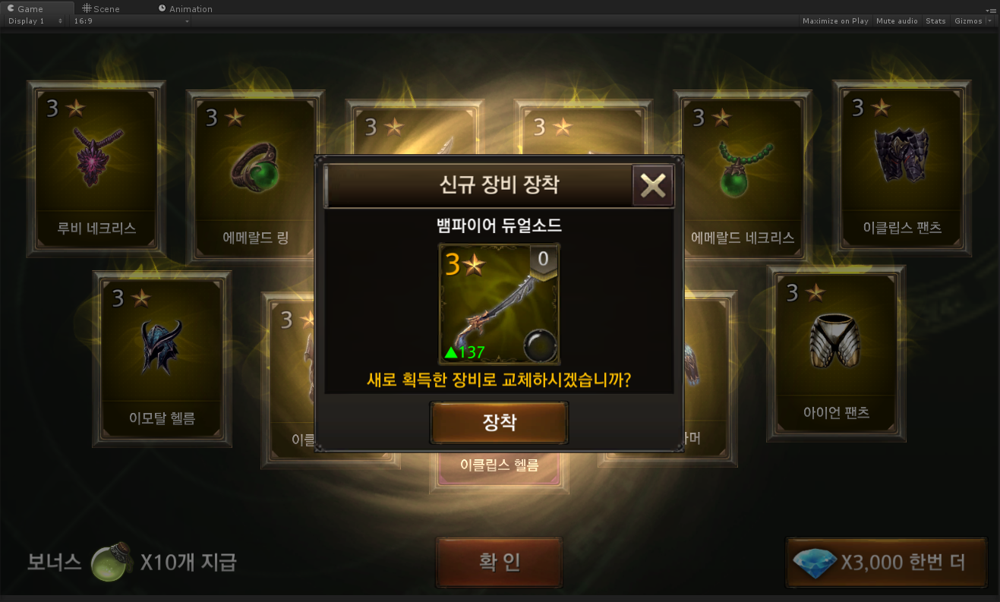 Game
Scene
Animation
Display 1
16:9
Maximize on Play
Mute audio
Stats
Gizmos
3
루비 네크리스
3
에메랄드 링
3
3
3
에메랄드 네크리스
3
이클립스 팬츠
신규 장비 장착
뱀파이어 듀얼소드
3
0
137
새로 획득한 장비로 교체하시겠습니까?
장착
3
이모탈 헬름
3
이클
이클립스 헬름
머
3
아이언 팬츠
보너스
X10개 지급
확 인
X3,000 한번 더